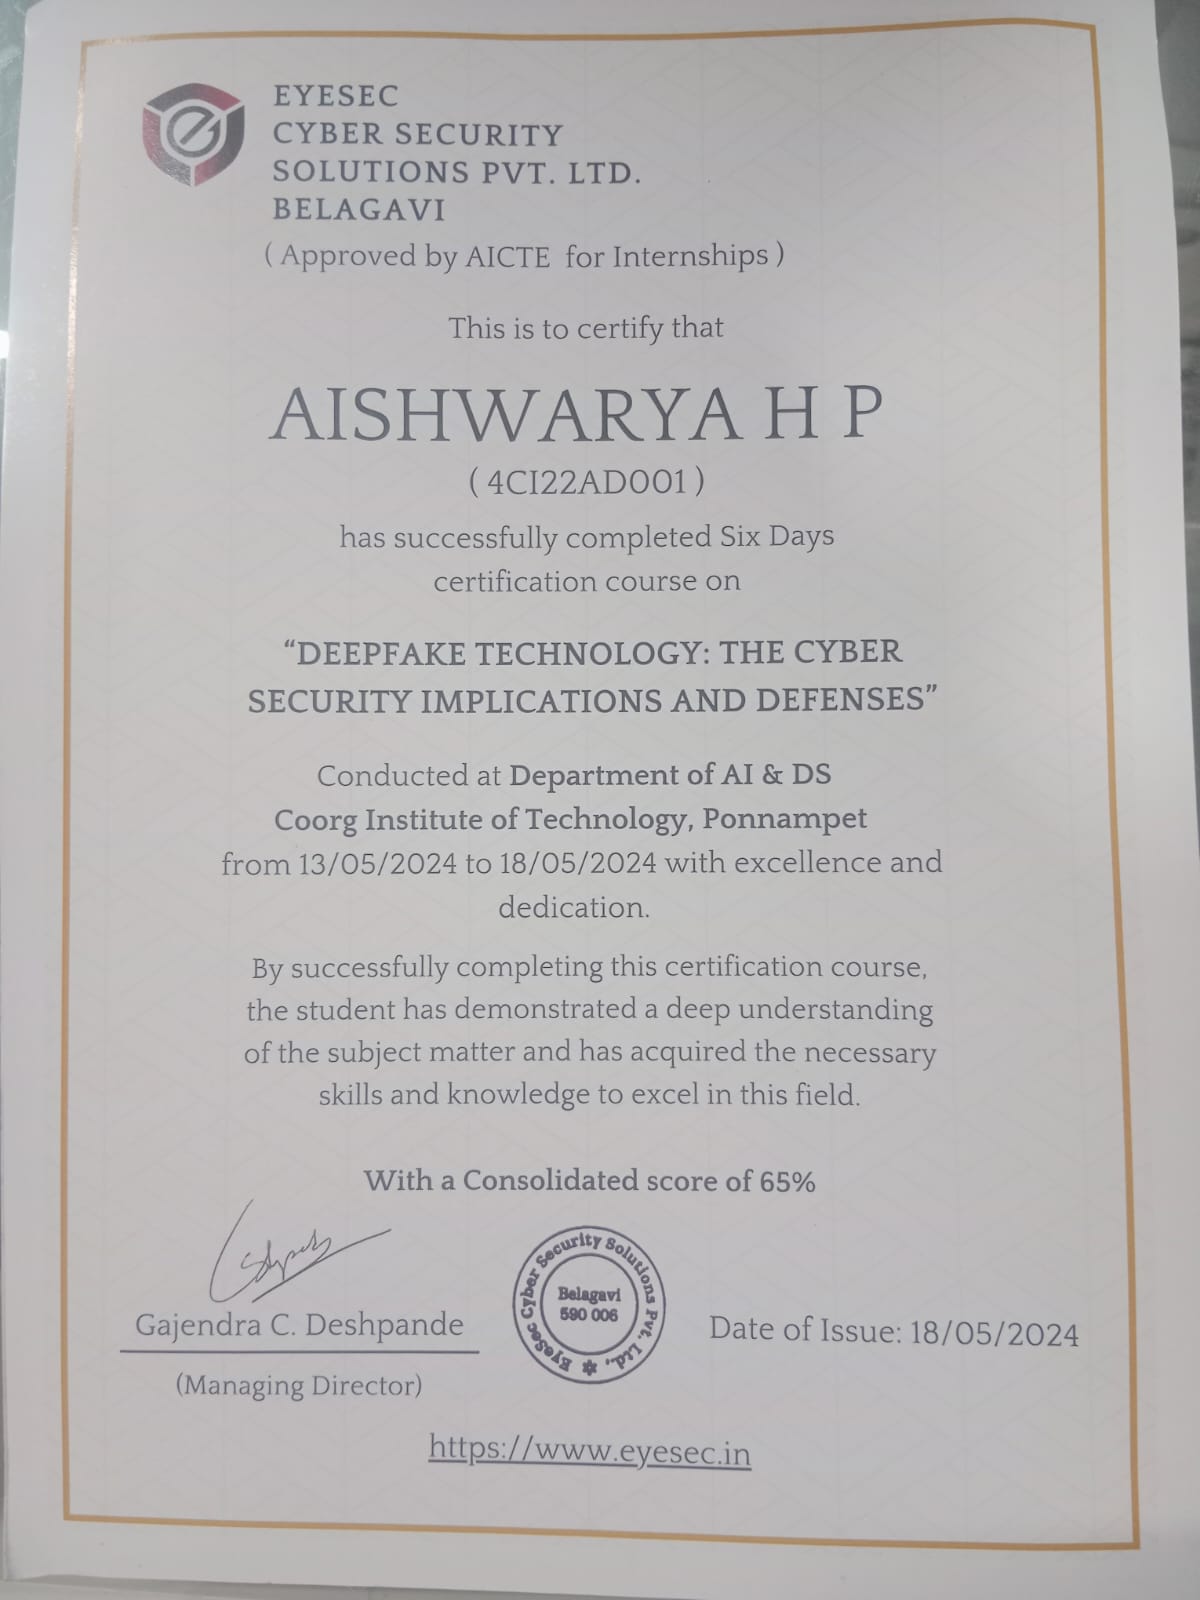 EYESEC
CYBER SECURITY
SOLUTIONS PVT. LTD.
BELAGAVI
( Approved by AICTE for Internships )
This is to certify that
AISHWARYA H P
( 4CI22AD001 )
has successfully completed Six Days
certification course on
“DEEPFAKE TECHNOLOGY: THE CYBER
SECURITY IMPLICATIONS AND DEFENSES”
Conducted at Department of AI & DS
Coorg Institute of Technology, Ponnampet
from 13/05/2024 to 18/05/2024 with excellence and
dedication.
By successfully completing this certification course,
the student has demonstrated a deep understanding
of the subject matter and has acquired the necessary
skills and knowledge to excel in this field.
With a Consolidated score of 65%
EyeSec Cyber Security Solutions Pvt. Ltd.,
Belagavi
590 006
Gajendra C. Deshpande
(Managing Director)
Date of Issue: 18/05/2024
https://www.eyesec.in